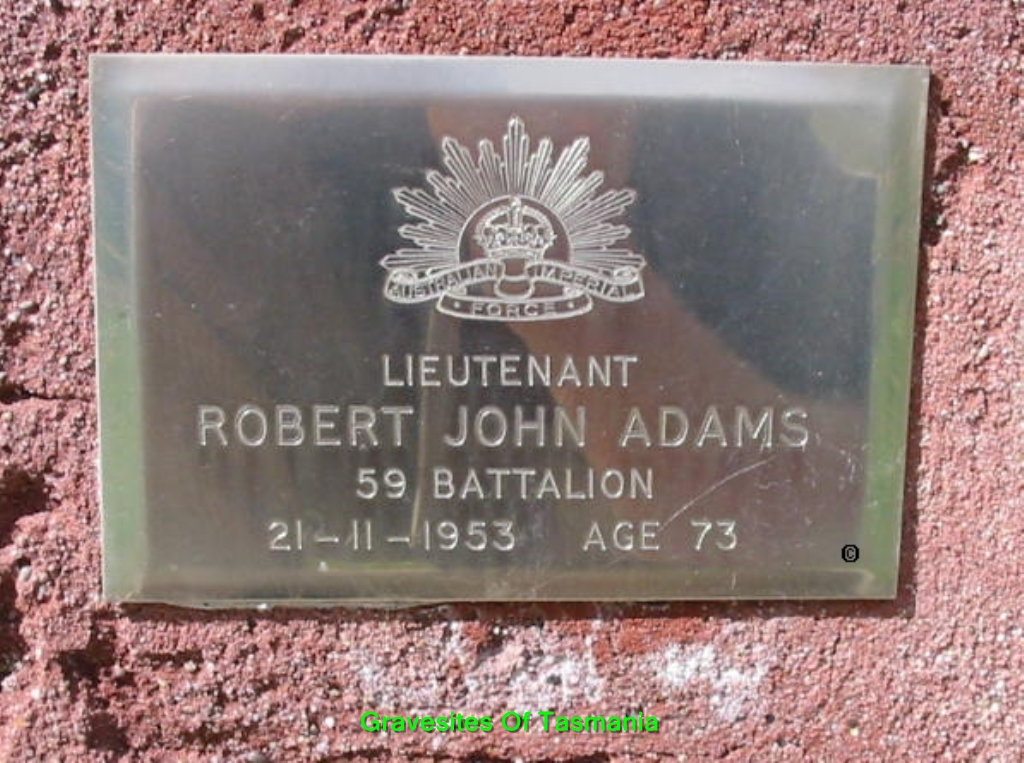 AUSTRALIAN IMPERIAL
FORCE
LIEUTENANT
ROBERT JOHN ADAMS
59 BATTALION
21-11-1953 AGE 73
©
Gravesites Of Tasmania